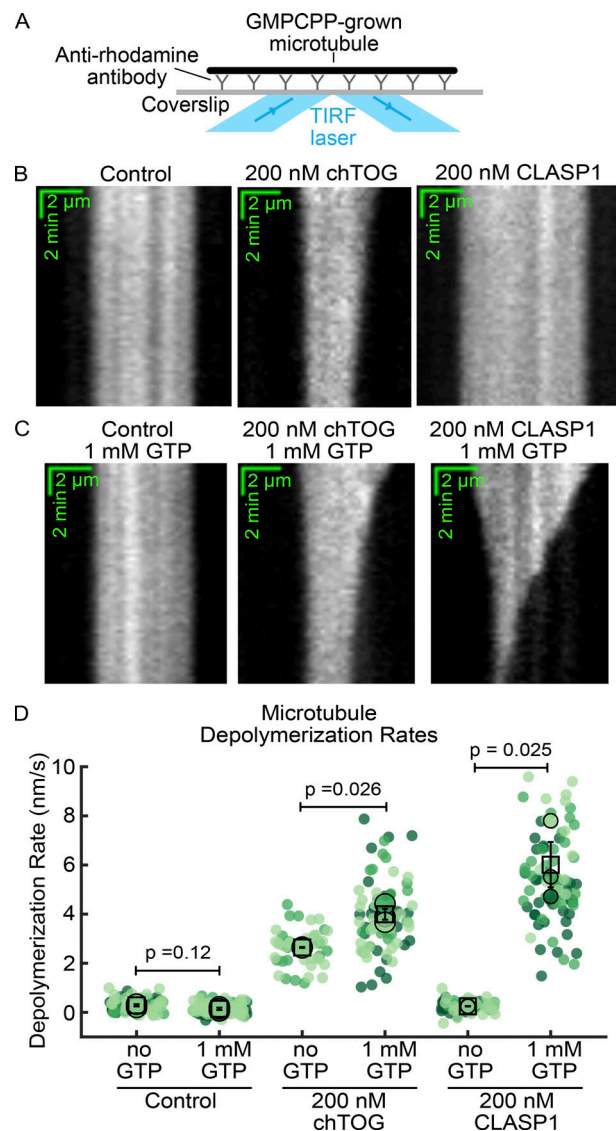 A
GMPCPP-grown
microtubule
Anti-rhodamine
antibody
Coverslip
TIRF
laser
B
Control
200 nM chTOG
200 nM CLASP1
2 µm
2 min
2 µm
2 min
2 µm
2 min
C
Control
1 mM GTP
200 nM chTOG
1 mM GTP
200 nM CLASP1
1 mM GTP
2 µm
2 min
2 µm
2 min
2 µm
2 min
D
Microtubule
Depolymerization Rates
Depolymerization Rate (nm/s)
10
8
6
4
2
0
p =0.12
p =0.026
p = 0.025
no
GTP
1 mM
GTP
no
GTP
1 mM
GTP
no
GTP
1 mM
GTP
Control
200 nM
chTOG
200 nM
CLASP1